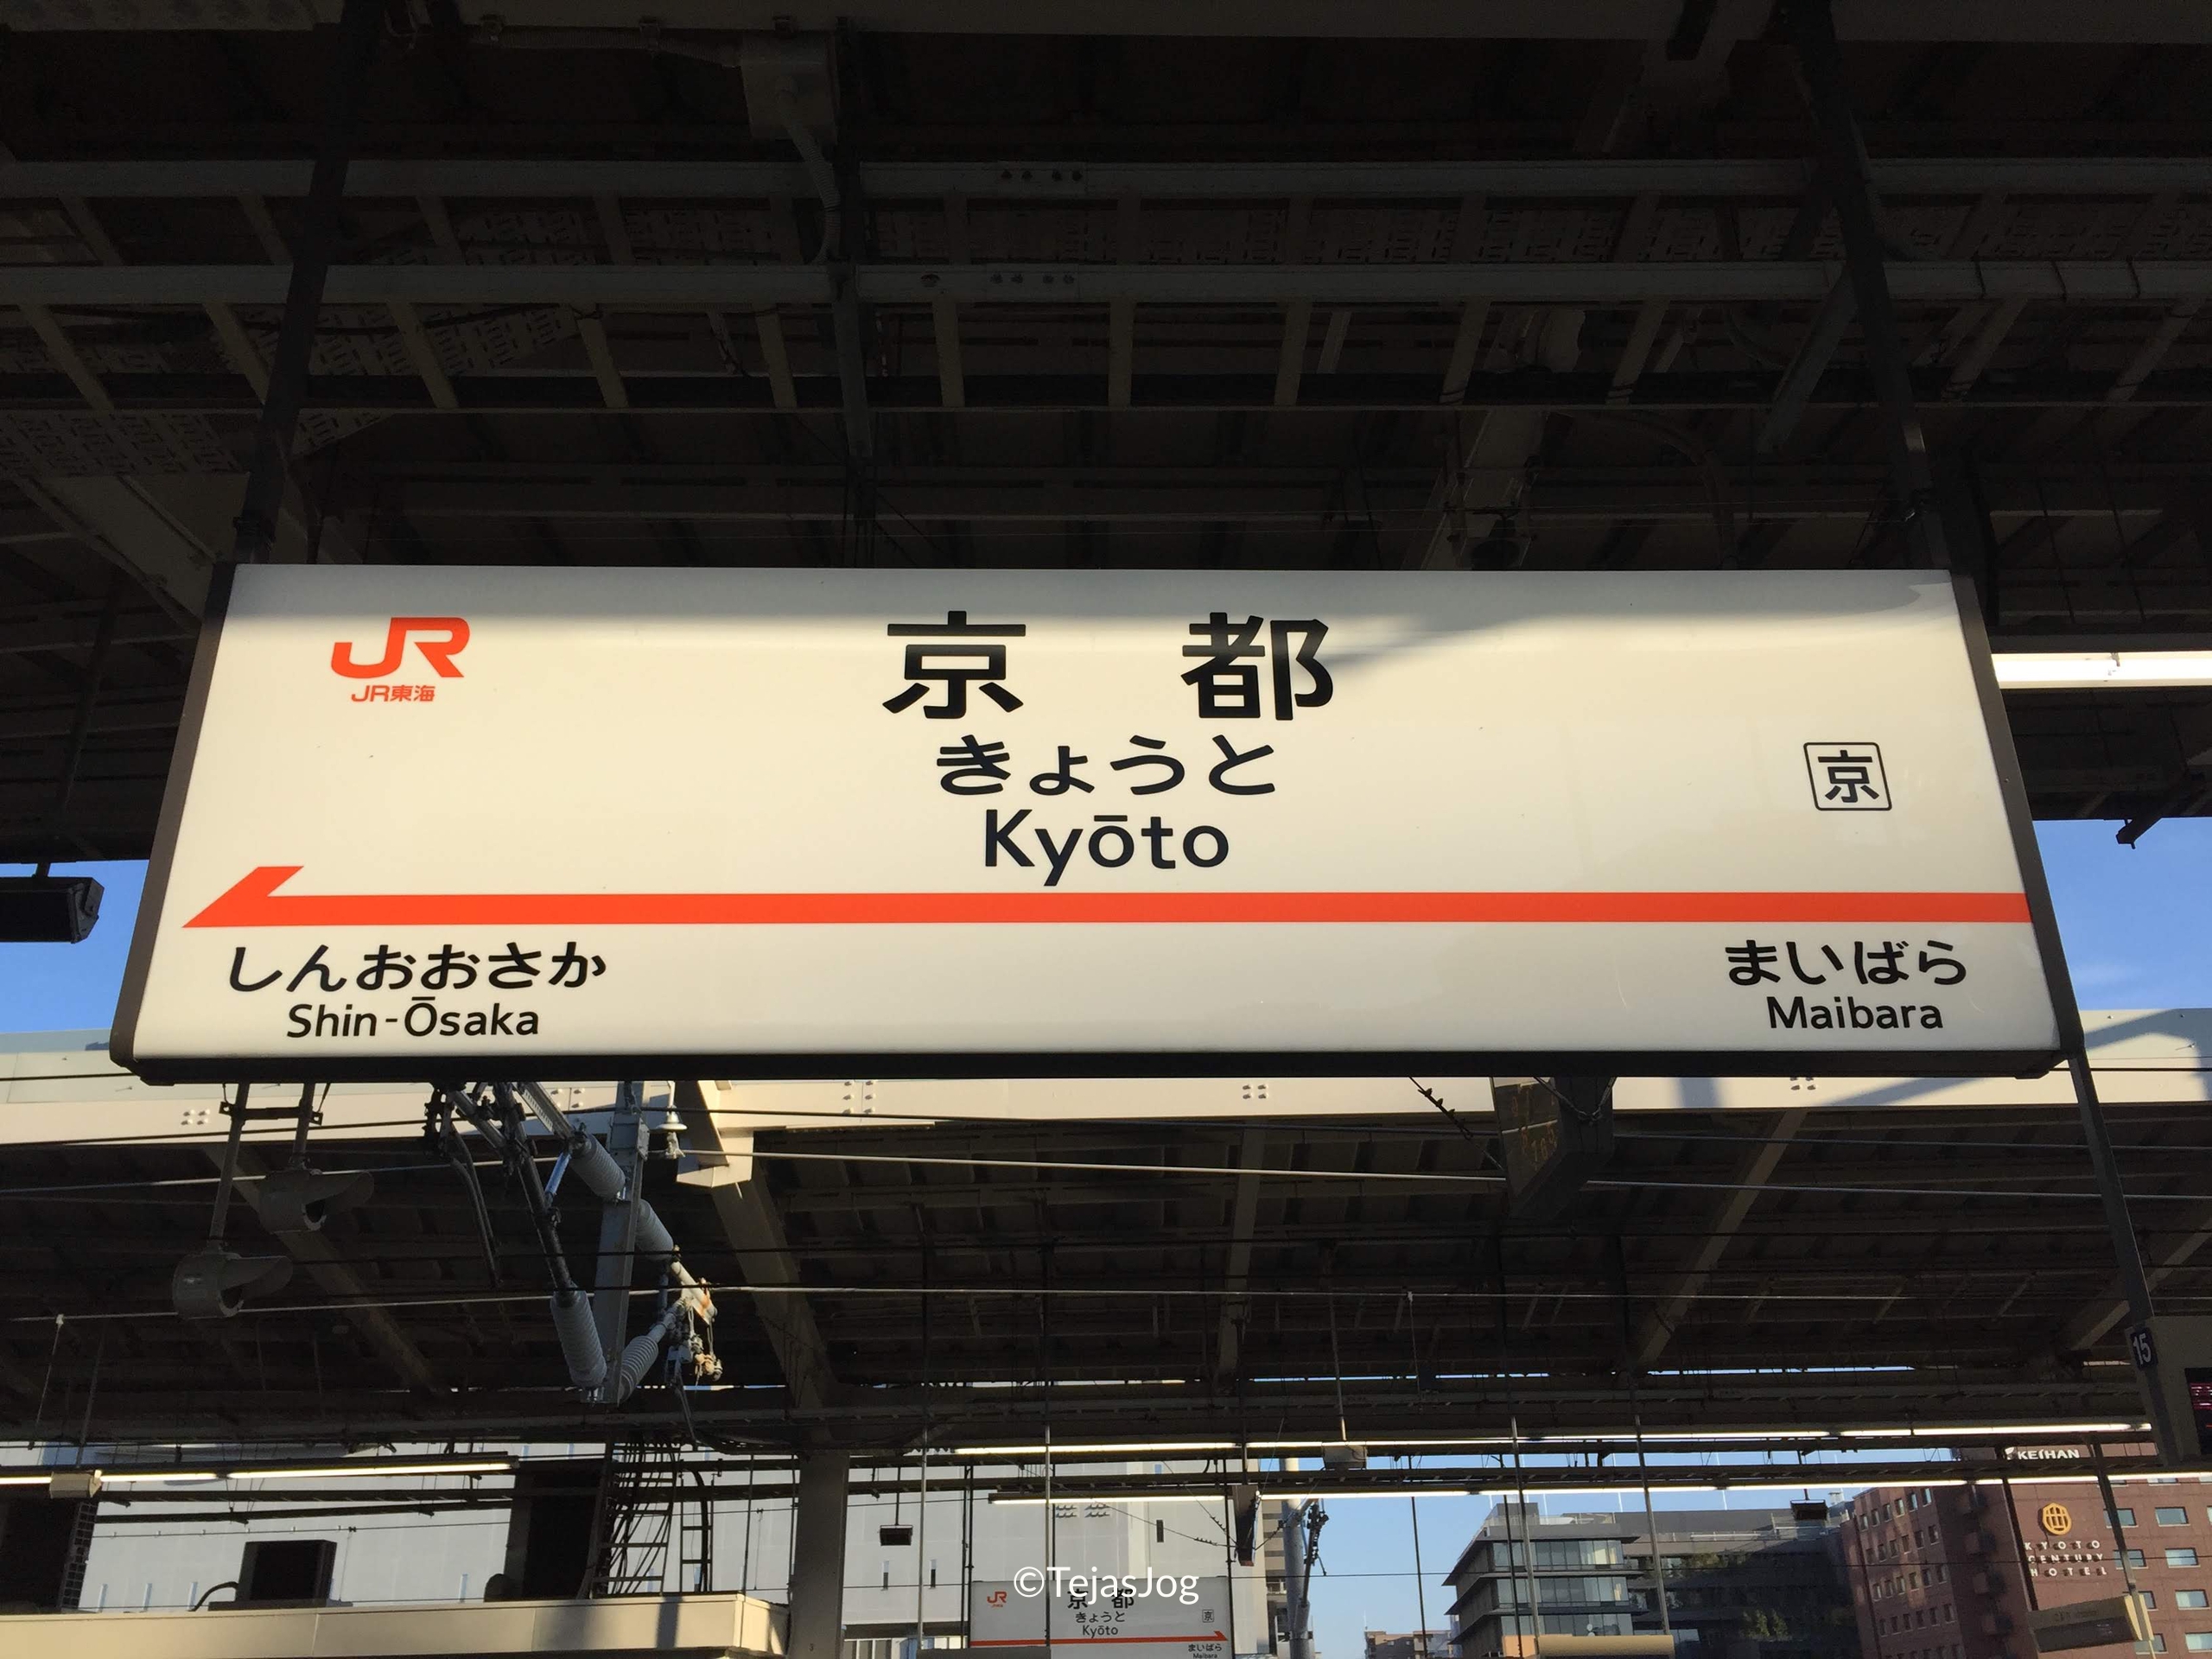 JR
JR東海
京都
きょうと
Kyōto
京
しんおおさか
Shin-Ōsaka
まいばら
Maibara
15
KEIHAN
KYOTO
CENTURY
HOTEL
©TejasJog
JR
京都
きょうと
Kyōto
京
まいばら
Maibara